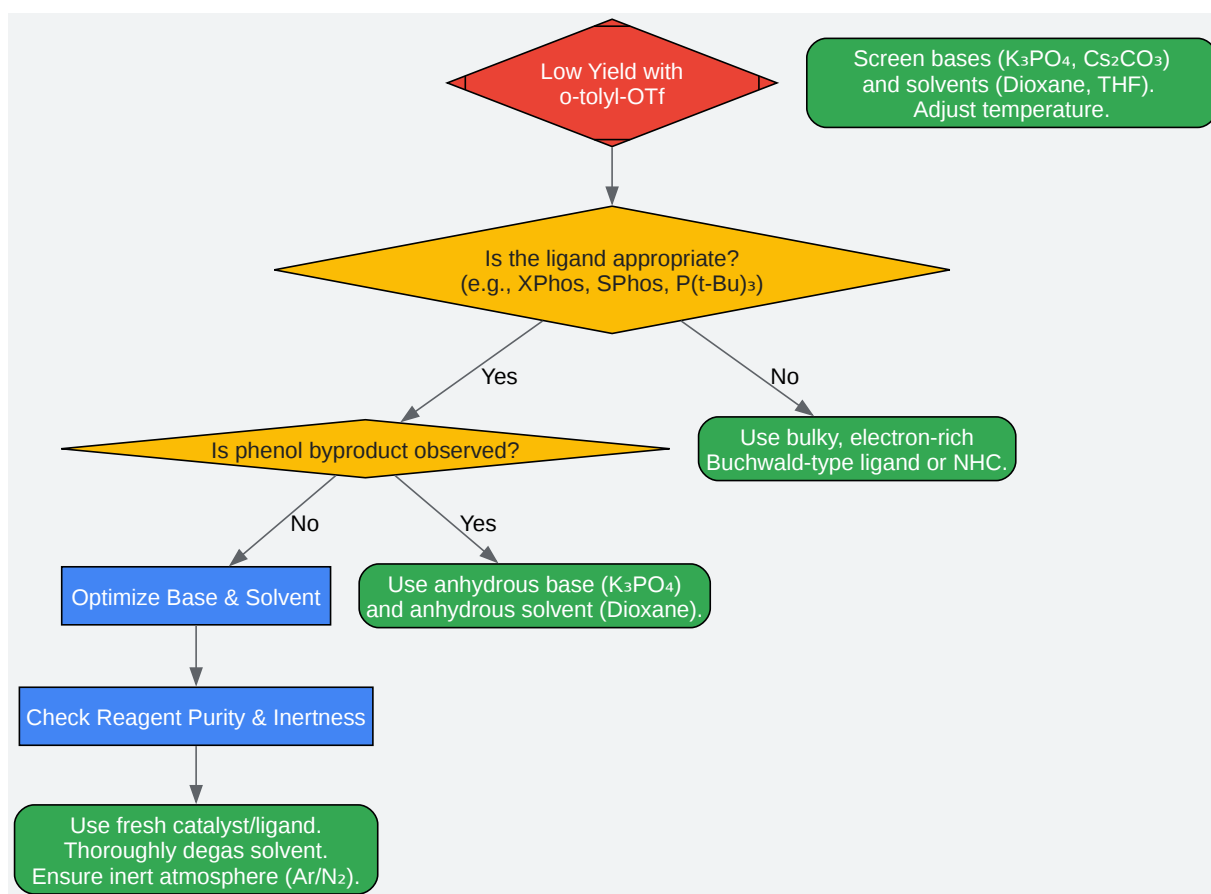 Low Yield with
o-tolyl-OTf
Screen bases (K₃PO₄, Cs₂CO₃)
and solvents (Dioxane, THF).
Adjust temperature.
Is the ligand appropriate?
(e.g., XPhos, SPhos, P(t-Bu)₃)
Yes
No
Is phenol byproduct observed?
Use bulky, electron-rich
Buchwald-type ligand or NHC.
No
Yes
Optimize Base & Solvent
Use anhydrous base (K₃PO₄)
and anhydrous solvent (Dioxane).
Check Reagent Purity & Inertness
Use fresh catalyst/ligand.
Thoroughly degas solvent.
Ensure inert atmosphere (Ar/N₂).